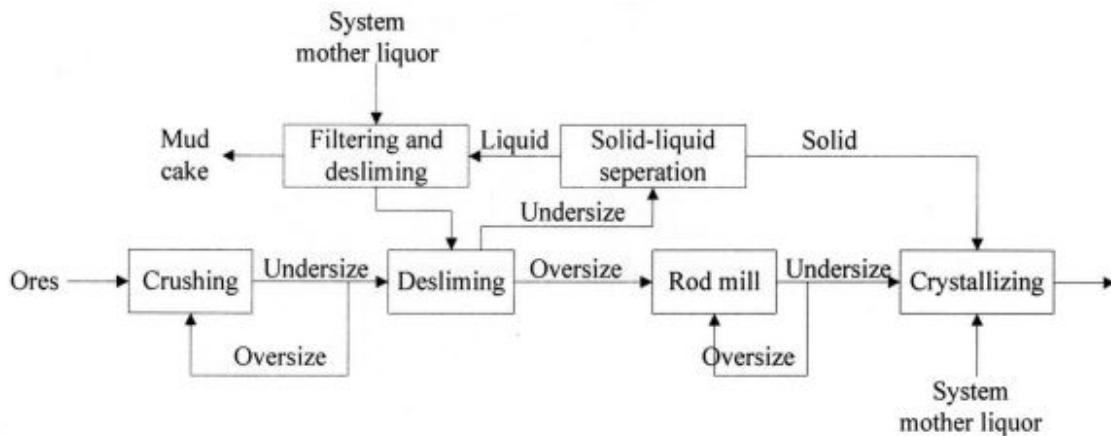 System
mother liquor
Mud
cake
Filtering and
desliming
Liquid
Solid-liquid
seperation
Solid
Undersize
Ores
Crushing
Undersize
Desliming
Oversize
Rod mill
Undersize
Crystallizing
Oversize
Oversize
System
mother liquor